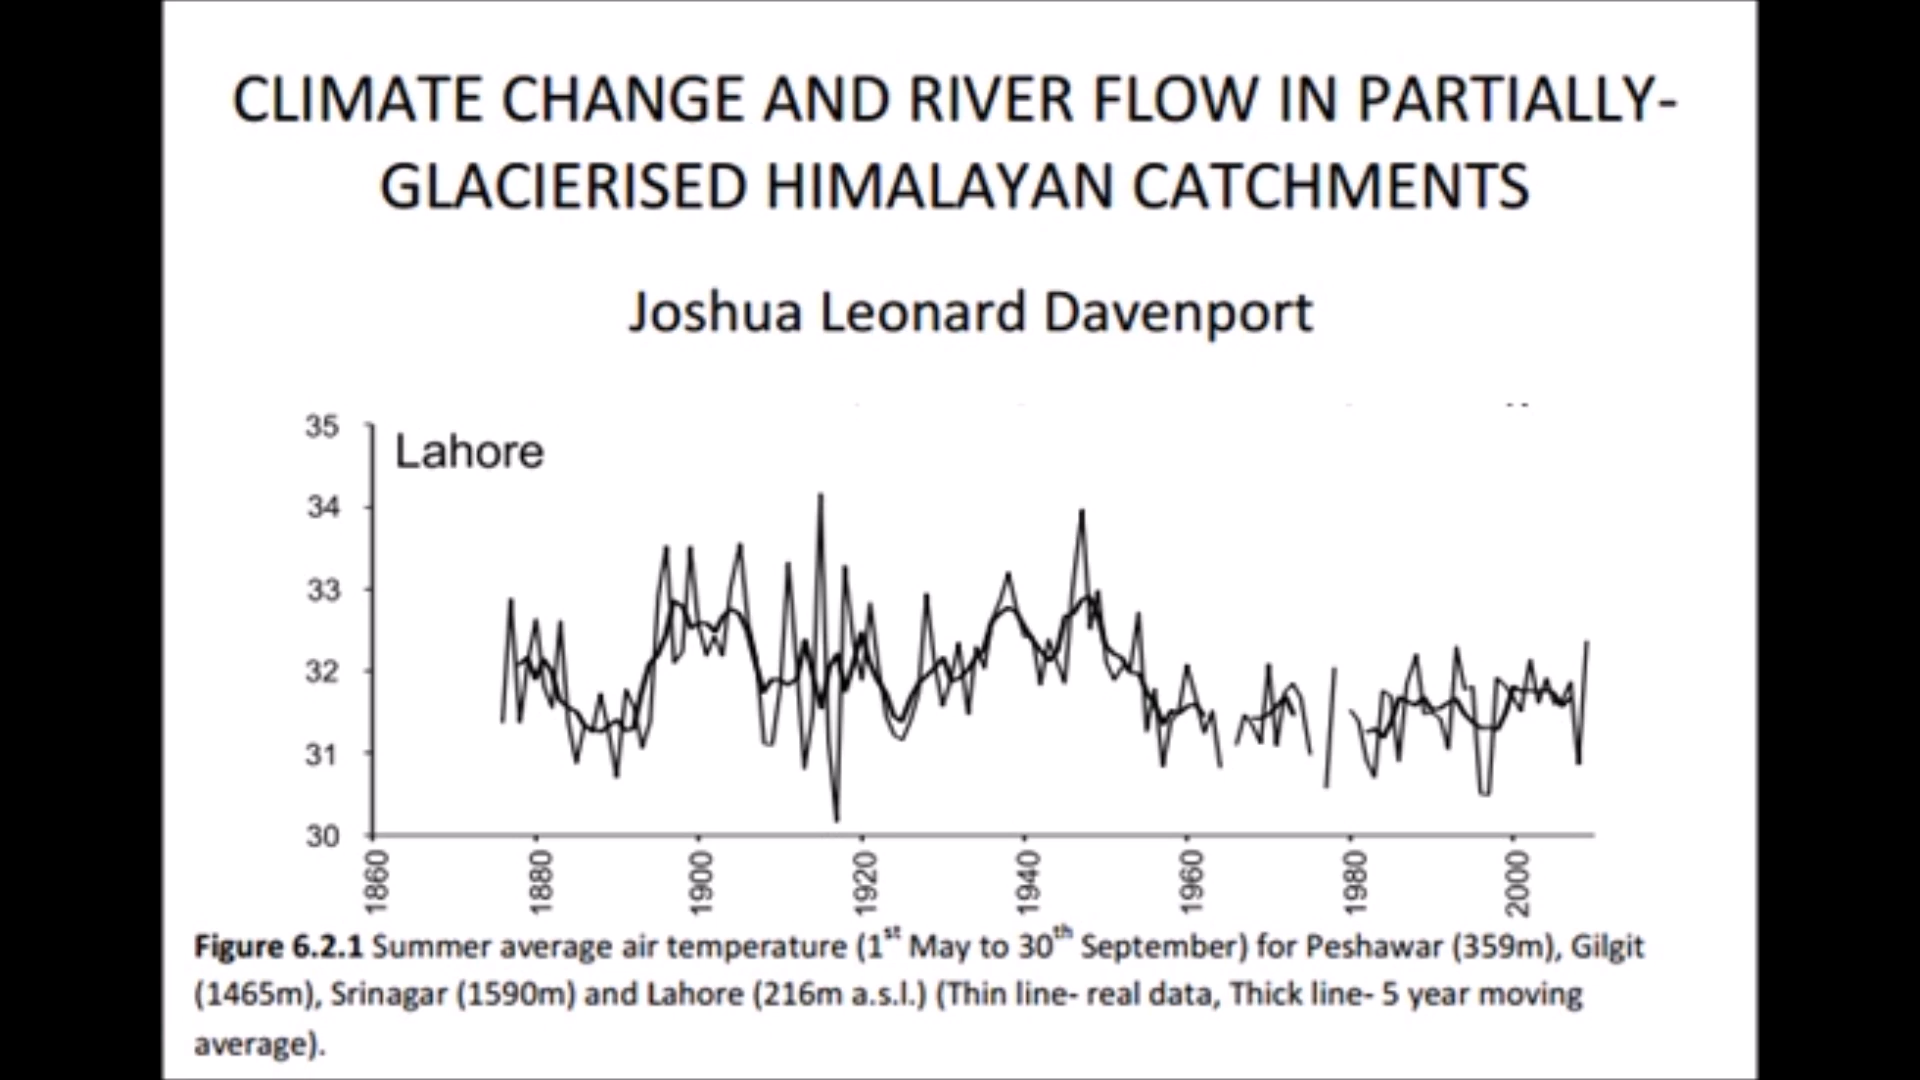 CLIMATE CHANGE AND RIVER FLOW IN PARTIALLY-
GLACIERISED HIMALAYAN CATCHMENTS
Joshua Leonard Davenport
35
Lahore
34
33
32
31
30
1860 1880 1900 1920 1940 1960 1980 2000
Figure 6.2.1 Summer average air temperature (1st May to 30th September) for Peshawar (359m), Gilgit
(1465m), Srinagar (1590m) and Lahore (216m a.s.l.) (Thin line- real data, Thick line- 5 year moving
average).